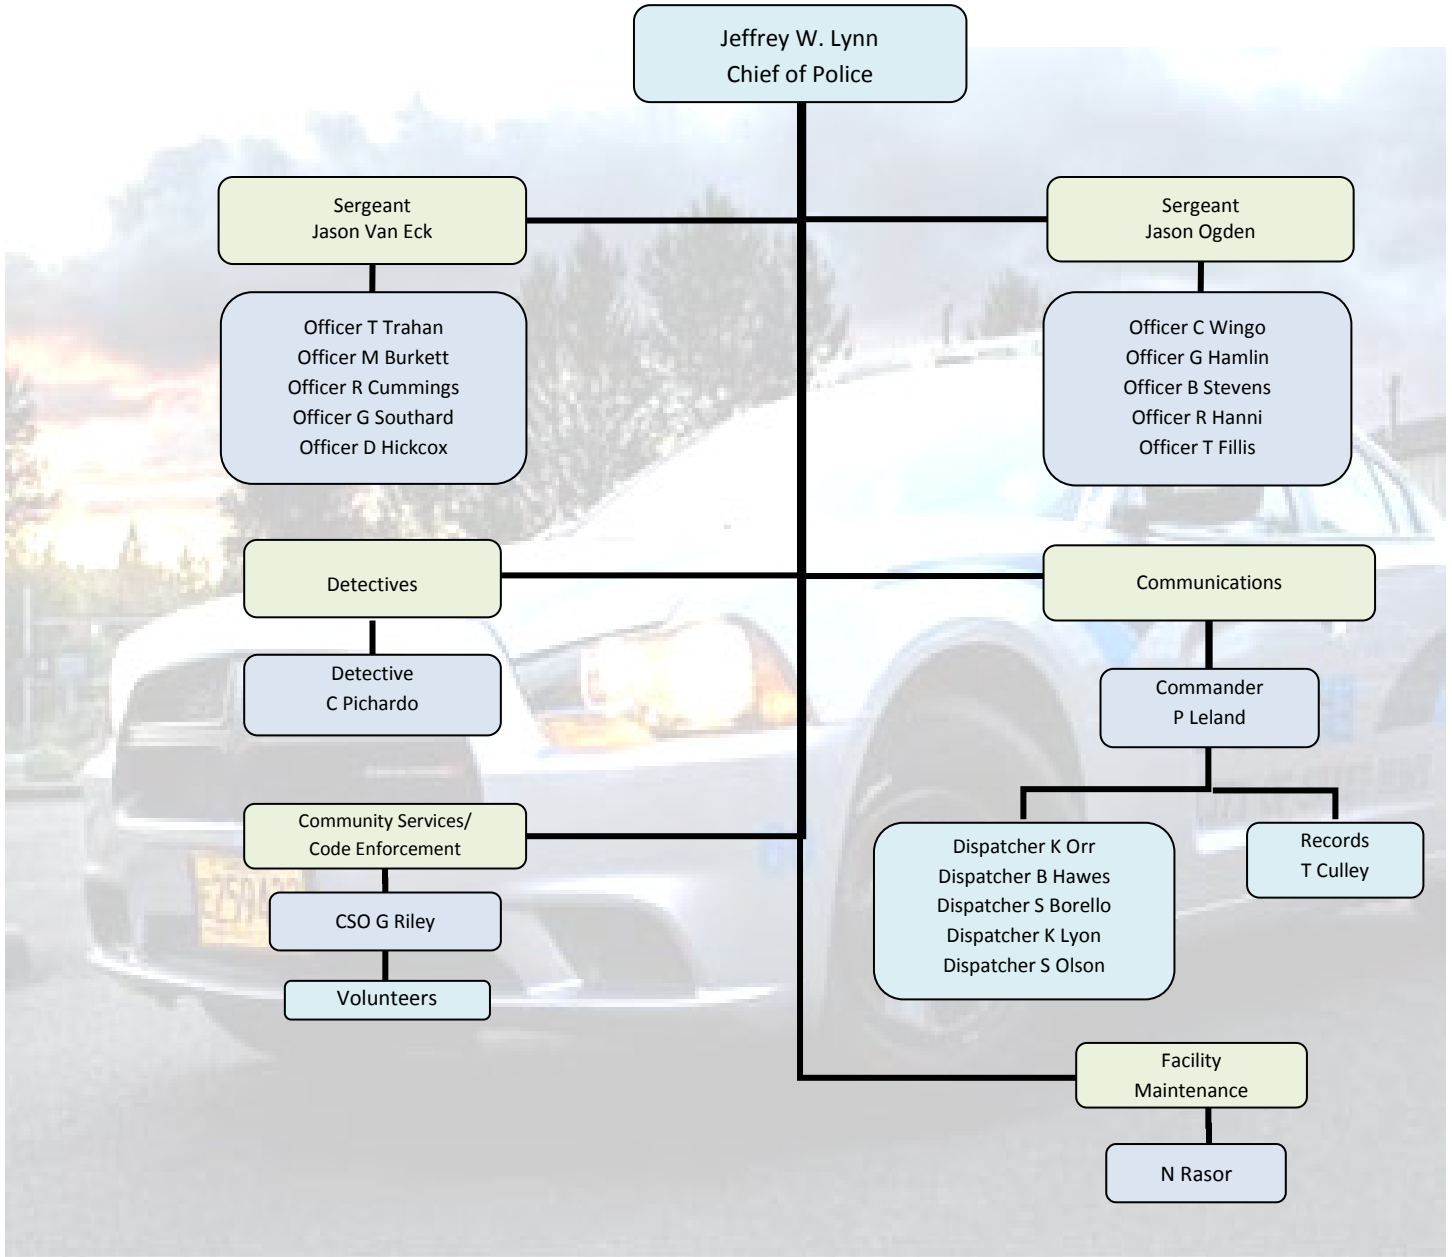 Jeffrey W. Lynn
Chief of Police
Sergeant
Jason Van Eck
Sergeant
Jason Ogden
Officer T Trahan
Officer M Burkett
Officer R Cummings
Officer G Southard
Officer D Hickcox
Officer C Wingo
Officer G Hamlin
Officer B Stevens
Officer R Hanni
Officer T Fillis
Detectives
Communications
Detective
C Pichardo
Commander
P Leland
Community Services/
Code Enforcement
CSO G Riley
Volunteers
Dispatcher K Orr
Dispatcher B Hawes
Dispatcher S Borello
Dispatcher K Lyon
Dispatcher S Olson
Records
T Culley
Facility
Maintenance
N Rasor